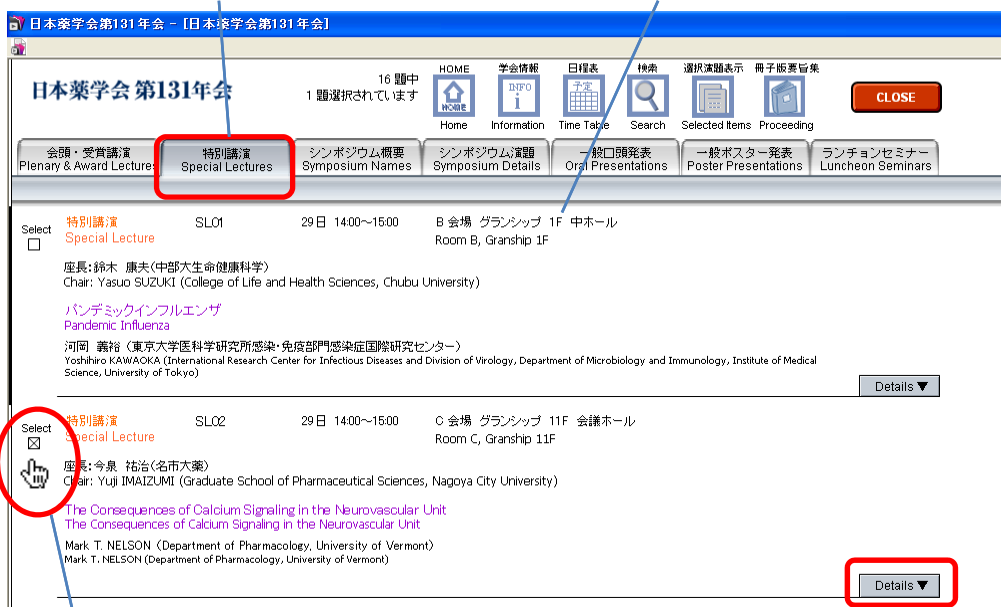 日本薬学会第131年会 - [日本薬学会第131年会]
日本薬学会 第131年会
16 題中
1 題選択されています
HOME 学会情報 日程表 検索 選択演題表示 冊子版要旨集
HOME INFO i 予定
Home Information Time Table Search Selected Items Proceeding
CLOSE
会頭・受賞講演 特別講演 シンポジウム概要 シンポジウム演題 一般口頭発表 一般ポスター発表 ランチョンセミナー
Plenary & Award Lectures Special Lectures Symposium Names Symposium Details Oral Presentations Poster Presentations Luncheon Seminars
Select
特別講演 SL01 29日 14:00～15:00 B 会場 グランシップ 1F 中ホール
Special Lecture Room B, Granship 1F
座長:鈴木 康夫(中部大生命健康科学)
Chair: Yasuo SUZUKI (College of Life and Health Sciences, Chubu University)
パンデミックインフルエンザ
Pandemic Influenza
河岡 義裕 (東京大学医科学研究所感染・免疫部門感染症国際研究センター)
Yoshihiro KAWAOKA (International Research Center for Infectious Diseases and Division of Virology, Department of Microbiology and Immunology, Institute of Medical
Science, University of Tokyo)
Details ▼
Select
特別講演 SL02 29日 14:00～15:00 C 会場 グランシップ 11F 会議ホール
Special Lecture Room C, Granship 11F
座長:今泉 祐治(名市大薬)
Chair: Yuji IMAIZUMI (Graduate School of Pharmaceutical Sciences, Nagoya City University)
The Consequences of Calcium Signaling in the Neurovascular Unit
The Consequences of Calcium Signaling in the Neurovascular Unit
Mark T. NELSON (Department of Pharmacology, University of Vermont)
Mark T. NELSON (Department of Pharmacology, University of Vermont)
Details ▼